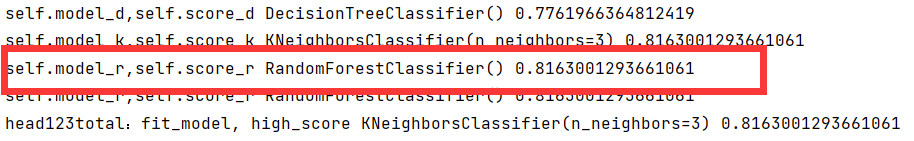 self.model_d,self.score_d DecisionTreeClassifier() 0.7761966364812419
self.model_k,self.score_k KNeighborsClassifier(n_neighbors=3) 0.8163001293661061
self.model_r,self.score_r RandomForestClassifier() 0.8163001293661061
self.model_r,self.score_r RandomForestClassifier() 0.8163001293661061
head123total：fit_model, high_score KNeighborsClassifier(n_neighbors=3) 0.8163001293661061